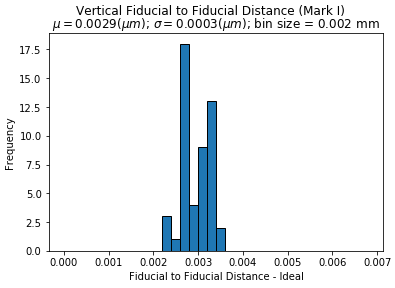 Vertical Fiducial to Fiducial Distance (Mark I)
μ = 0.0029(μm); σ = 0.0003(μm); bin size = 0.002 mm
17.5
15.0
12.5
10.0
7.5
5.0
2.5
0.0
Frequency
0.000 0.001 0.002 0.003 0.004 0.005 0.006 0.007
Fiducial to Fiducial Distance - Ideal